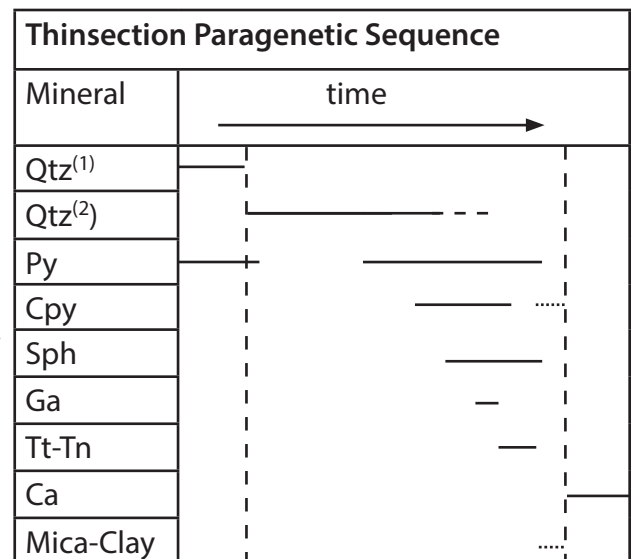 Thinsection Paragenetic Sequence
Mineral time
Qtz(1)
Qtz(2)
Py
Cpy
Sph
Ga
Tt-Tn
Ca
Mica-Clay